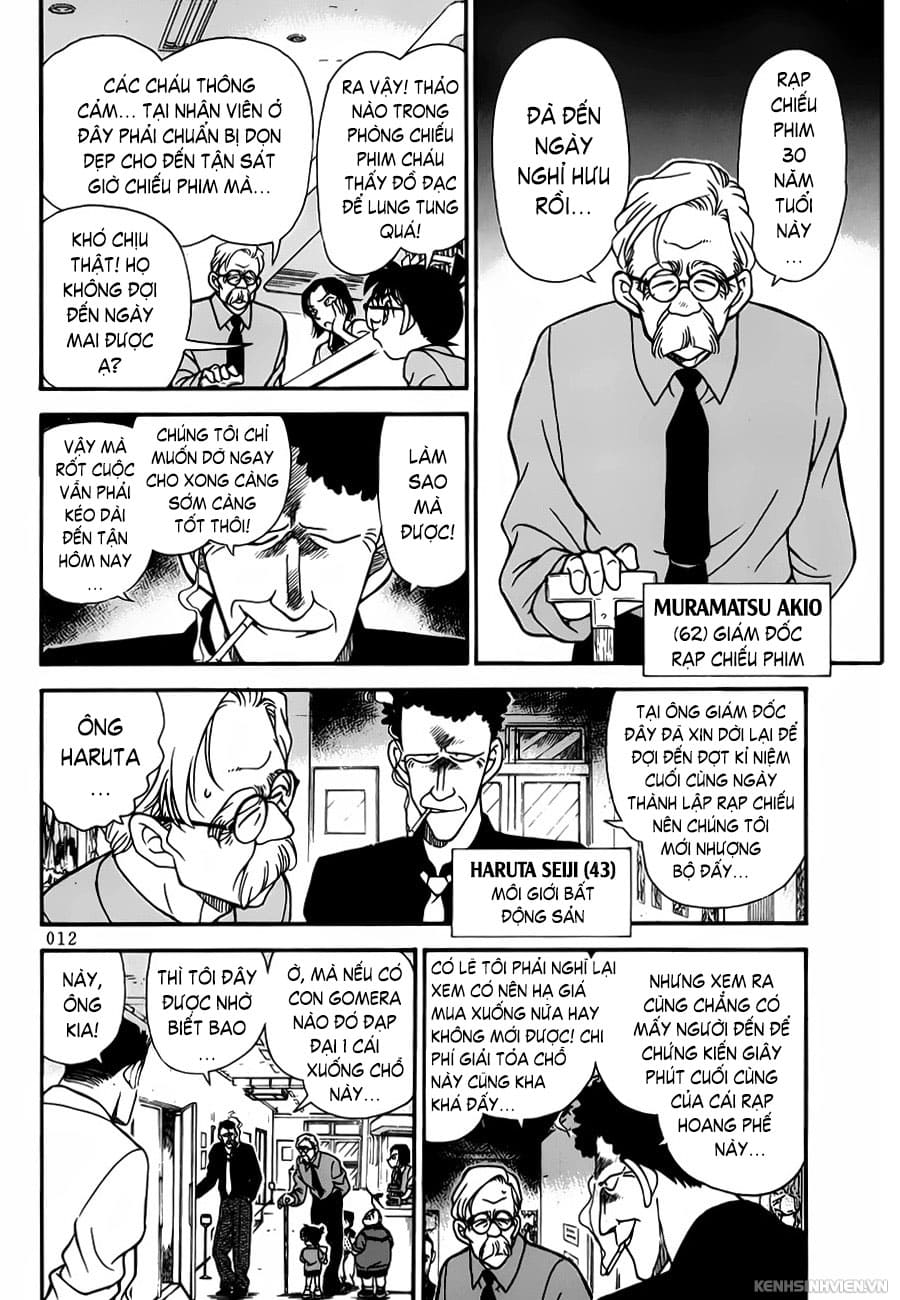 RẠP
CHIẾU
PHIM
30
NĂM
TUỔI
NÀY
...
ĐÀ ĐẾN
NGÀY
NGHỈ HƯU
RỒI...
MURAMATSU AKIO
(62) GIÁM ĐỐC
RẠP CHIẾU PHIM
RA VẬY! THẢO
NÀO TRONG
PHÒNG CHIẾU
PHIM CHÁU
THẤY ĐỒ ĐẠC
ĐỂ LUNG TUNG
QUÁ!
CÁC CHÁU THÔNG
CẢM... TẠI NHÂN VIÊN Ở
ĐÂY PHẢI CHUẨN BỊ DỌN
DẸP CHO ĐẾN TẬN SÁT
GIỜ CHIẾU PHIM MÀ...
KHÓ CHỊU
THẬT! HỌ
KHÔNG ĐỢI
ĐẾN NGÀY
MAI ĐƯỢC
Ạ?
LÀM
SAO MÀ
ĐƯỢC!
CHÚNG TÔI CHỈ
MUỐN DỠ NGAY
CHO XONG CÀNG
SỚM CÀNG
TỐT THÔI!
VẬY MÀ
RỐT CUỘC
VẪN PHẢI
KÉO DÀI
ĐẾN TẬN
HÔM NAY
...
TẠI ÔNG GIÁM ĐỐC
ĐÂY ĐÃ XIN DỜI LẠI ĐỂ
ĐỢI ĐẾN ĐỢT KỈ NIỆM
CUỐI CÙNG NGÀY
THÀNH LẬP RẠP CHIẾU
NÊN CHÚNG TÔI
MỚI NHƯỢNG
BỘ ĐẤY...
HARUTA SEIJI (43)
MÔI GIỚI BẤT
ĐỘNG SẢN
ÔNG
HARUTA
...
012
NHƯNG XEM RA
CŨNG CHẲNG CÓ
MẤY NGƯỜI ĐẾN ĐỂ
CHỨNG KIẾN GIÂY
PHÚT CUỐI CÙNG
CỦA CÁI RẠP
HOANG PHẾ
NÀY...
CÓ LẼ TÔI PHẢI NGHĨ LẠI
XEM CÓ NÊN HẠ GIÁ
MUA XUỐNG NỮA HAY
KHÔNG MỚI ĐƯỢC! CHI
PHÍ GIẢI TỎA CHỖ
NÀY CŨNG KHA
KHÁ ĐẤY...
Ờ, MÀ NẾU CÓ
CON GOMERA
NÀO ĐÓ ĐẠP
ĐẠI 1 CÁI
XUỐNG CHỖ
NÀY...
THÌ TÔI ĐÂY
ĐƯỢC NHỜ
BIẾT BAO
...
NÀY,
ÔNG
KIA!
KENHSINHVIEN.VN